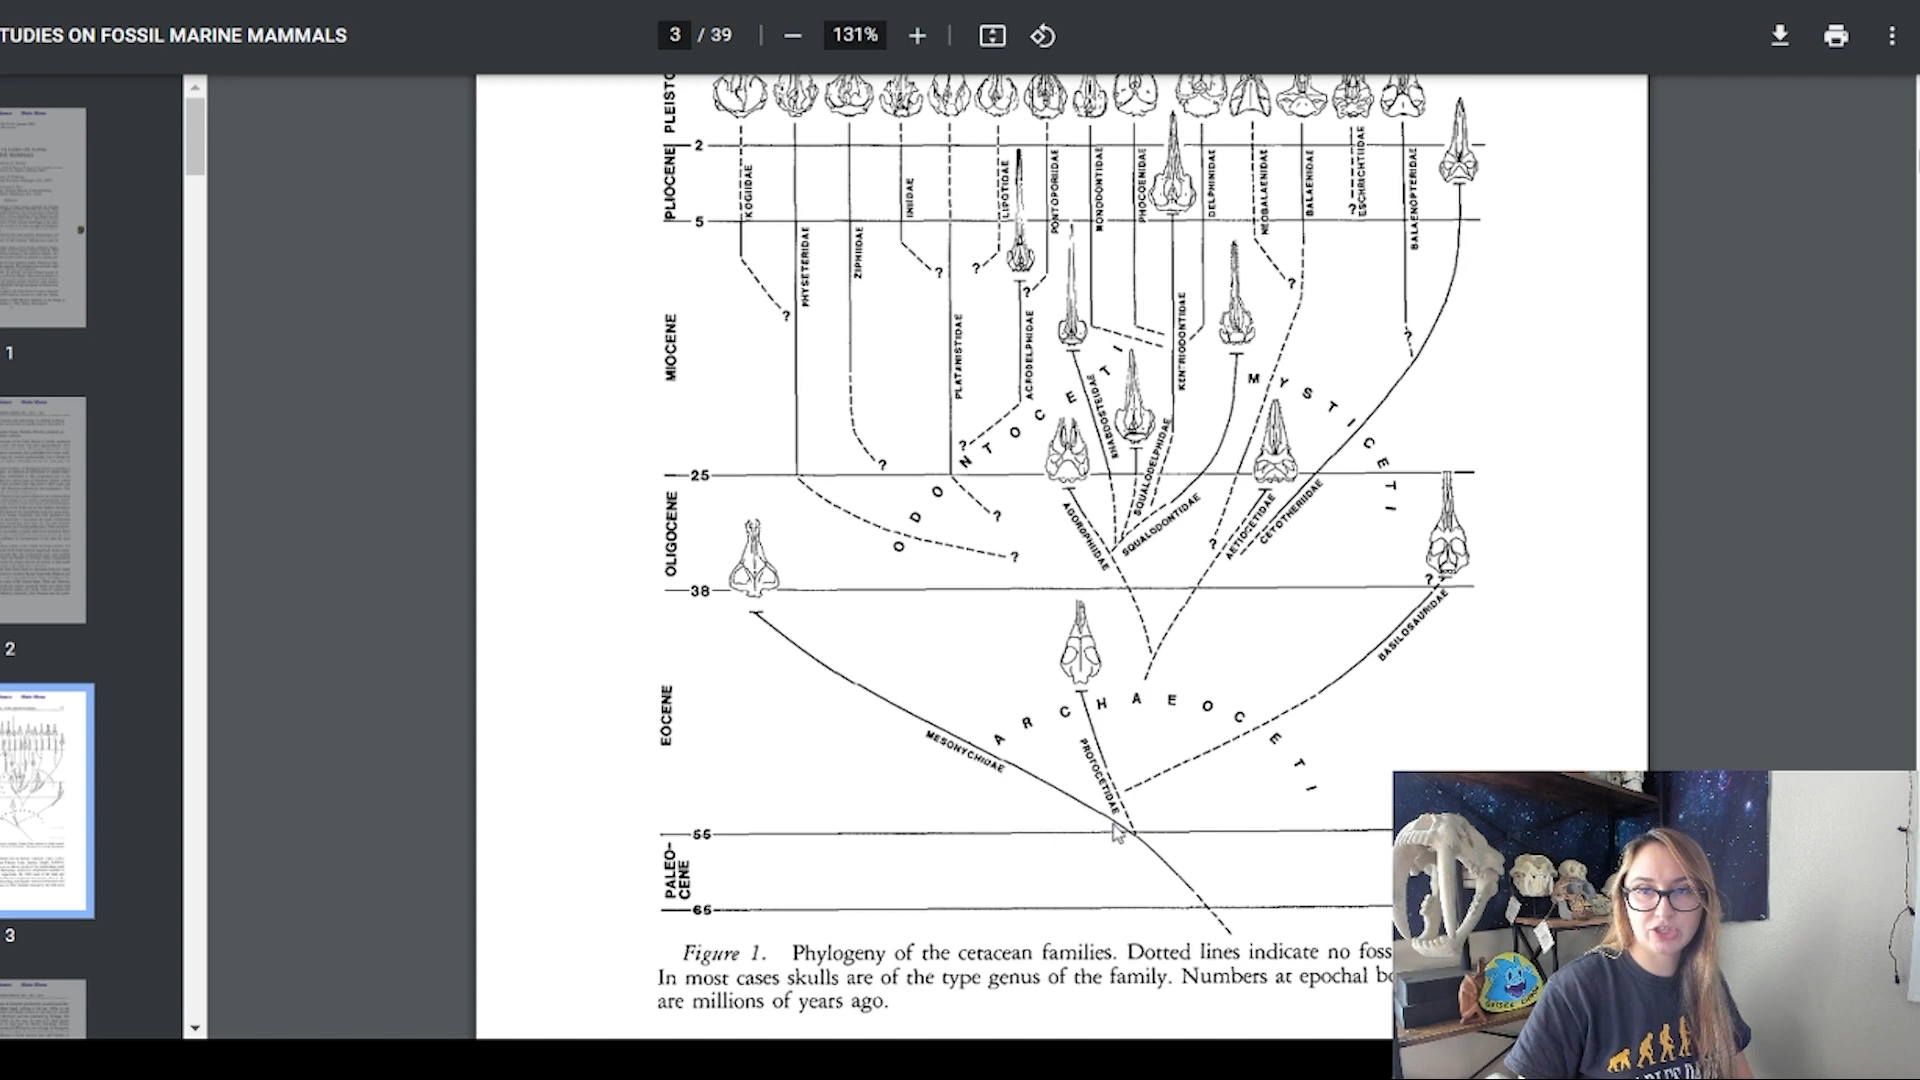 TUDIES ON FOSSIL MARINE MAMMALS
3 / 39
131%
PLEISTO
2
PLIOCENE
KOGIIDAE
INIIDAE
LIPOTIDAE
PONTOPORIIDAE
MONODONTIDAE
PHOCOENIDAE
DELPHINIDAE
NEOBALAENIDAE
BALAENIDAE
?ESCHRICHTIIDAE
BALAENOPTERIDAE
5
PHYSETERIDAE
ZIPHIIDAE
?
?
?
?
?
MIOCENE
PLATANISTIDAE
ACRODELPHIDAE
RHABDOSTEIDAE
KENTRIODONTIDAE
?
ODONTOCETI
MYSTICETI
?
?
25
SQUALODELPHIDAE
OLIGOCENE
?
?
AGOROPHIIDAE
SQUALODONTIDAE
?
AETIOCETIDAE
CETOTHERIIDAE
38
?
BASILOSAURIDAE
EOCENE
ARCHAEOCETI
MESONYCHIDAE
PROTOCETIDAE
55
PALEO-
CENE
65
Figure 1. Phylogeny of the cetacean families. Dotted lines indicate no foss
In most cases skulls are of the type genus of the family. Numbers at epochal bo
are millions of years ago.
1
2
3